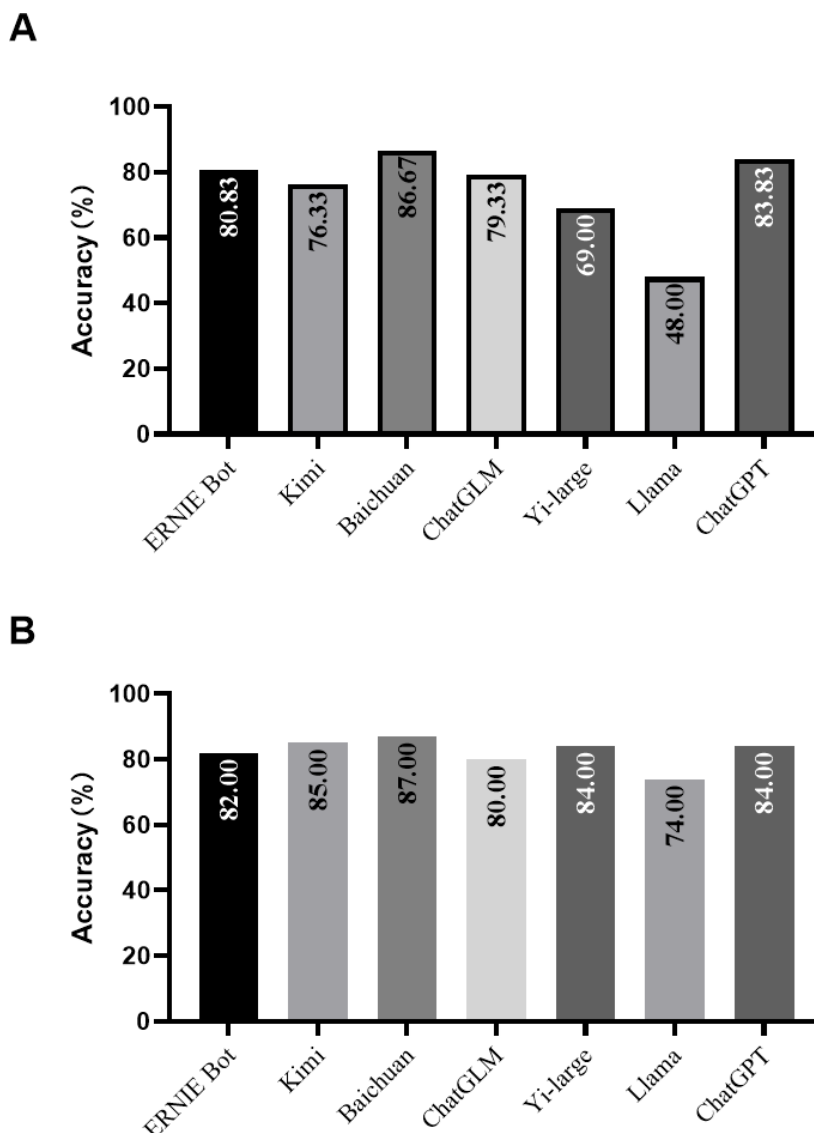 A
Accuracy (%)
100
80
60
40
20
0
80.83
76.33
86.67
79.33
69.00
48.00
83.83
ERNIE Bot
Kimi
Baichuan
ChatGLM
Yi-large
Llama
ChatGPT
B
Accuracy (%)
100
80
60
40
20
0
82.00
85.00
87.00
80.00
84.00
74.00
84.00
ERNIE Bot
Kimi
Baichuan
ChatGLM
Yi-large
Llama
ChatGPT